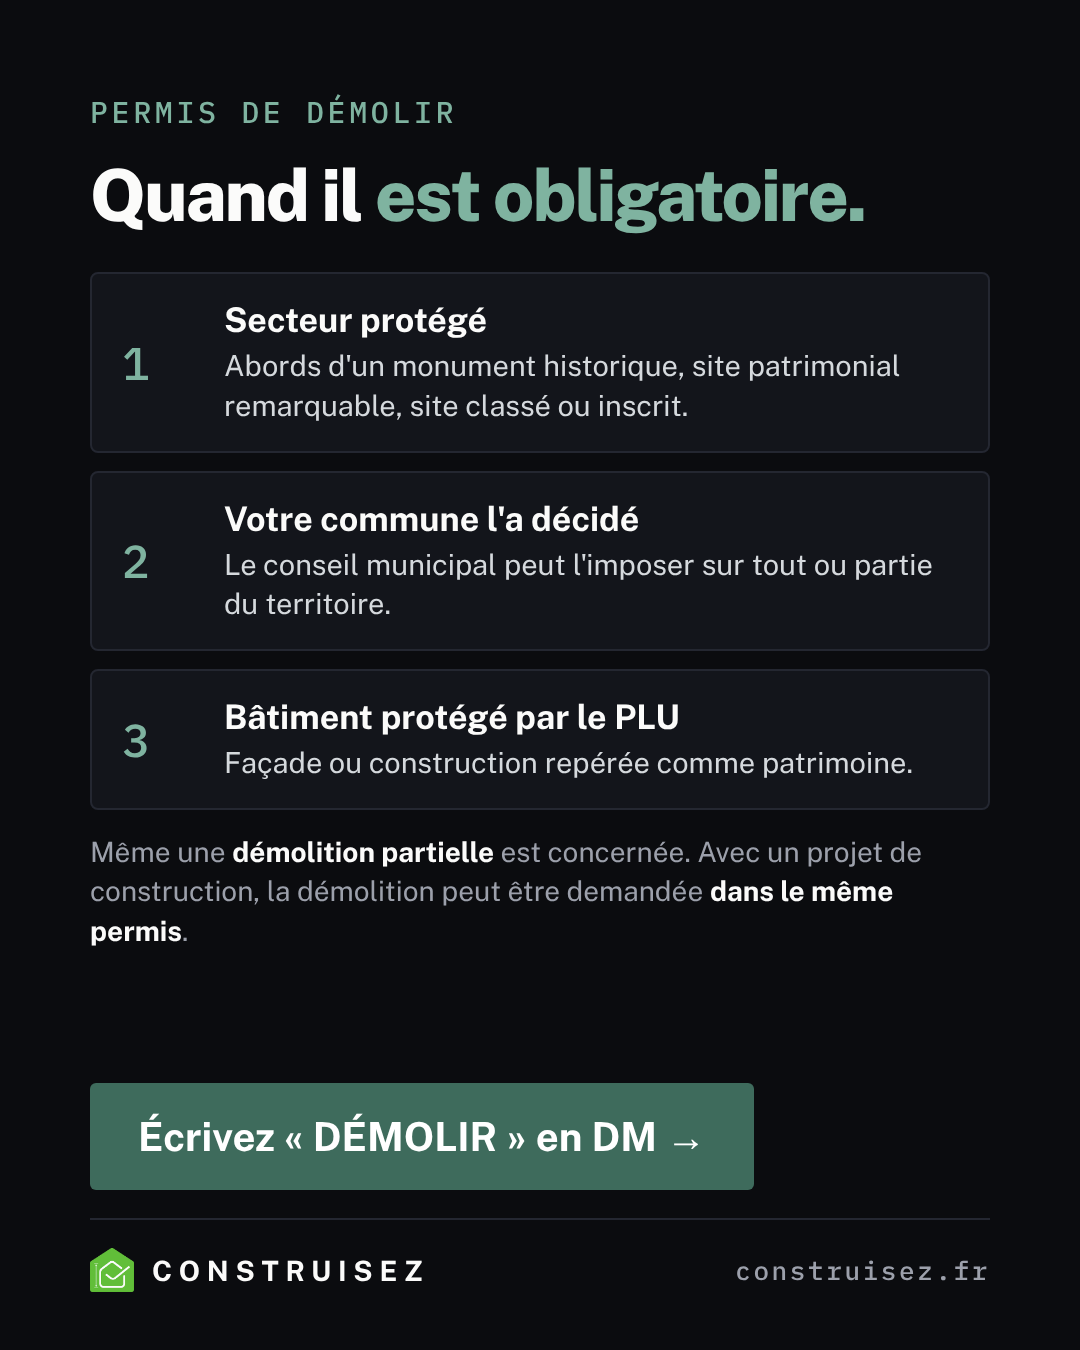 PERMIS DE DÉMOLIR
Quand il est obligatoire.
1
Secteur protégé
Abords d'un monument historique, site patrimonial
remarquable, site classé ou inscrit.
2
Votre commune l'a décidé
Le conseil municipal peut l'imposer sur tout ou partie
du territoire.
3
Bâtiment protégé par le PLU
Façade ou construction repérée comme patrimoine.
Même une démolition partielle est concernée. Avec un projet de
construction, la démolition peut être demandée dans le même
permis.
Écrivez « DÉMOLIR » en DM →
CONSTRUISEZ
construisez.fr